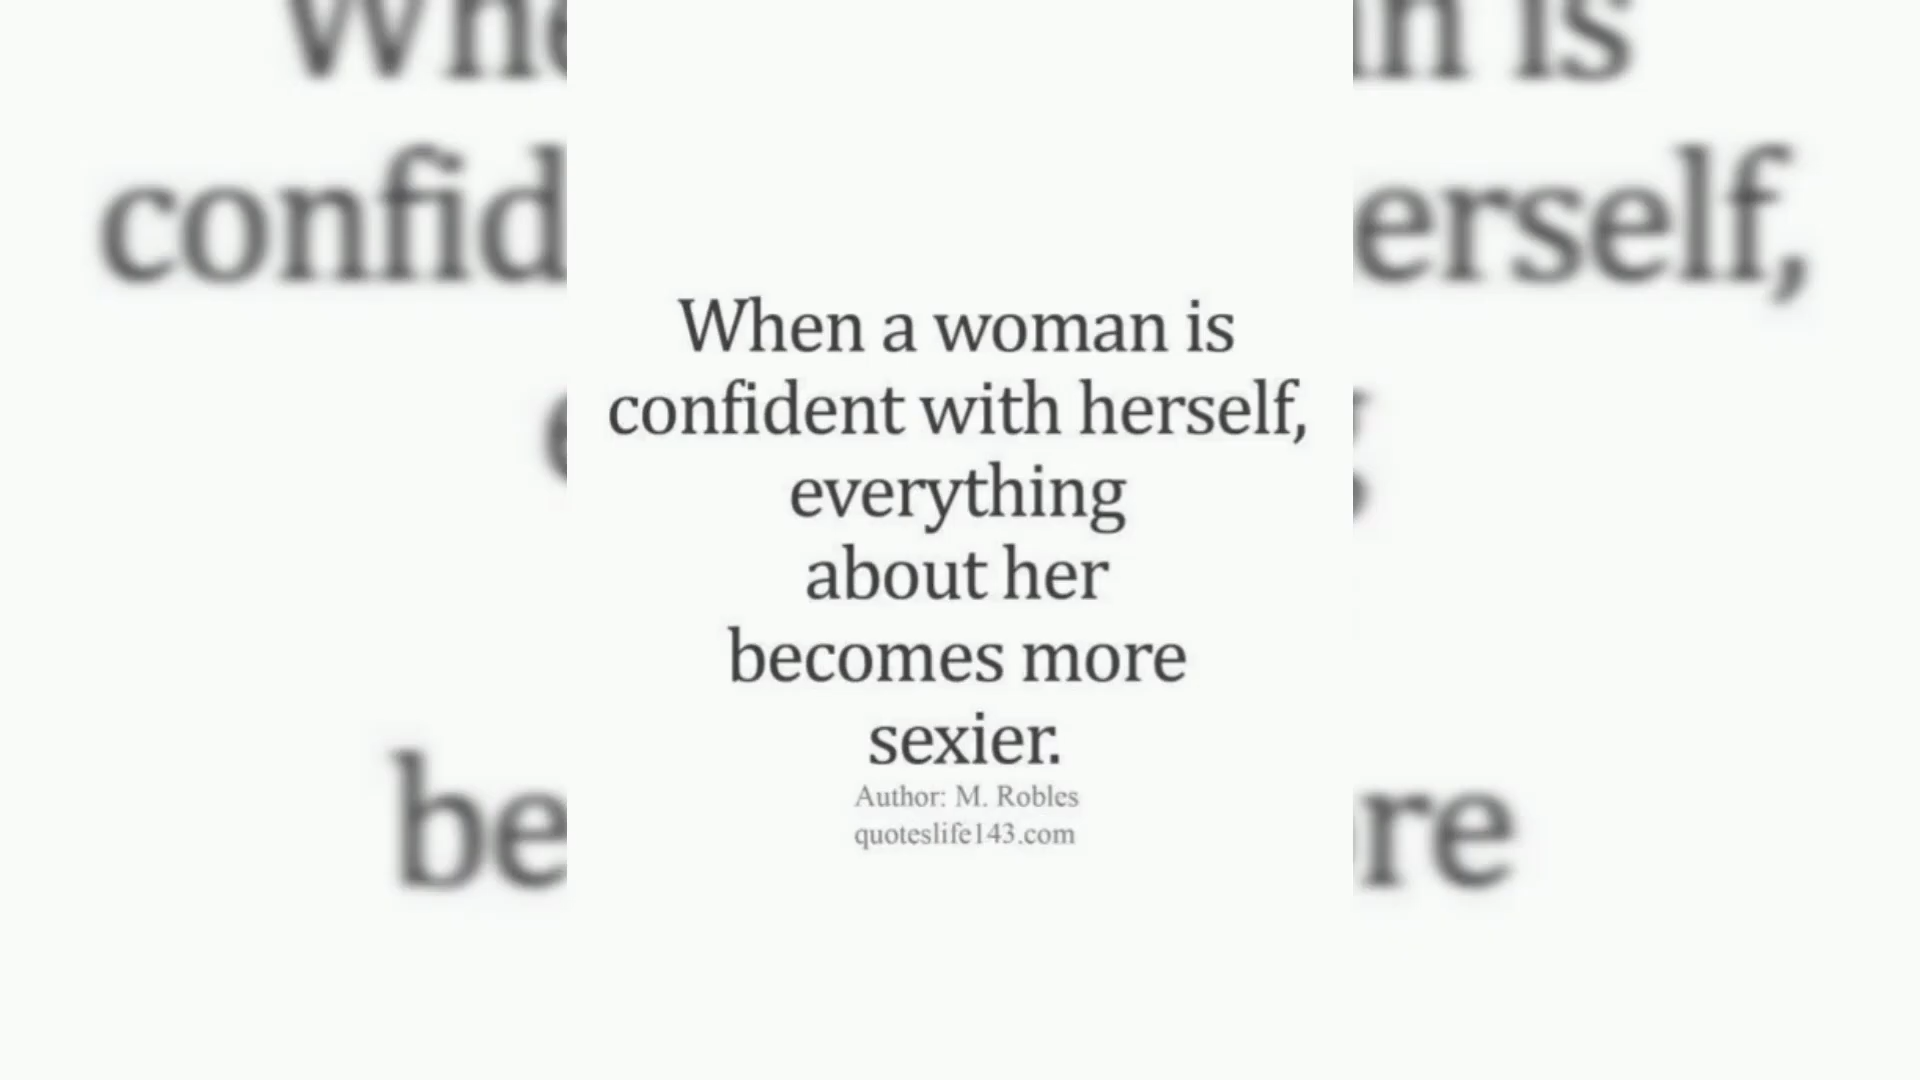 When a woman is
confident with herself,
everything
about her
becomes more
sexier.
Author: M. Robles
quoteslife143.com